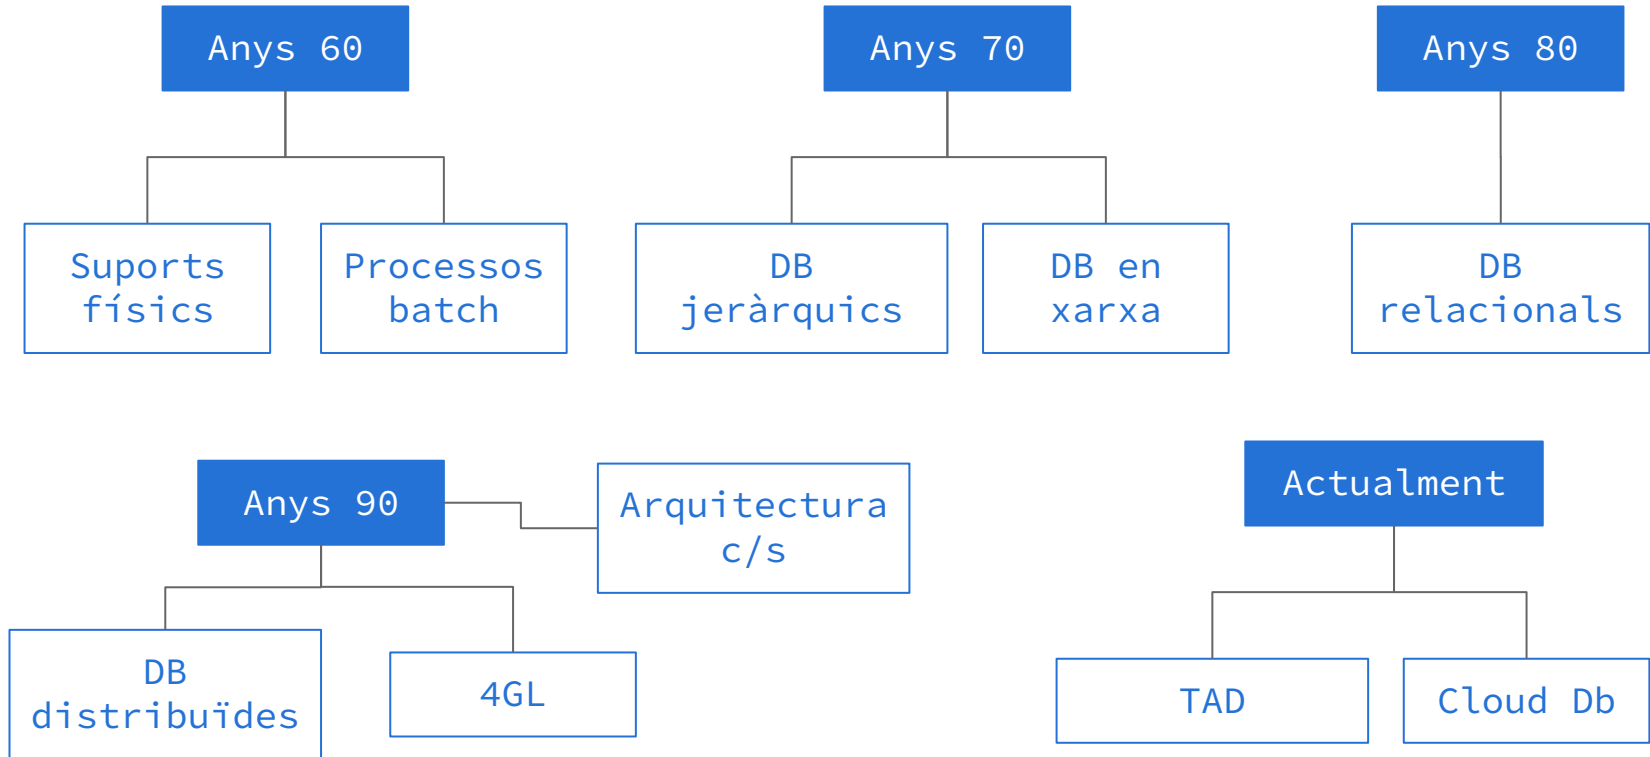 Anys 60
Anys 70
Anys 80
Suports
físics
Processos
batch
DB
jeràrquics
DB en
xarxa
DB
relacionals
Anys 90
Arquitectura
c/s
Actualment
DB
distribuïdes
4GL
TAD
Cloud Db